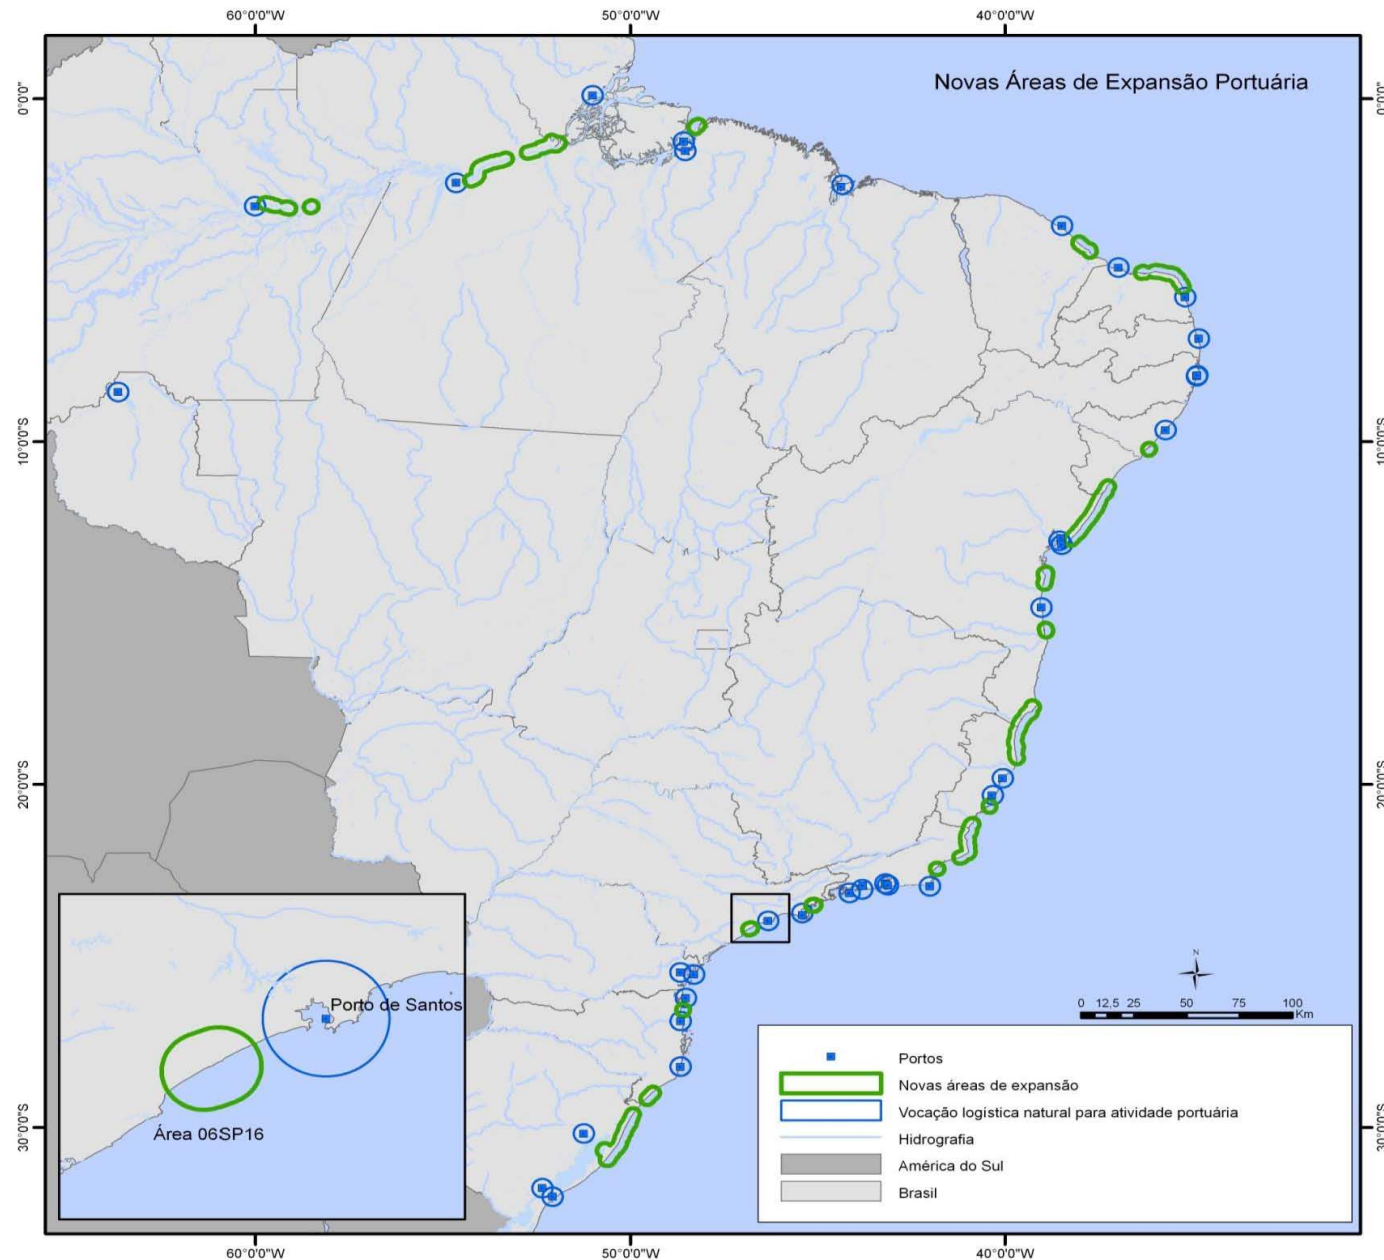 60°0'0"W
50°0'0"W
40°0'0"W
Novas Áreas de Expansão Portuária
0°0'0"
0°0'0"
10°0'0"S
10°0'0"S
20°0'0"S
20°0'0"S
30°0'0"S
30°0'0"S
Porto de Santos
Área 06SP16
N
0 12,5 25 50 75 100
Km
Portos
Novas áreas de expansão
Vocação logística natural para atividade portuária
Hidrografia
América do Sul
Brasil
60°0'0"W
50°0'0"W
40°0'0"W